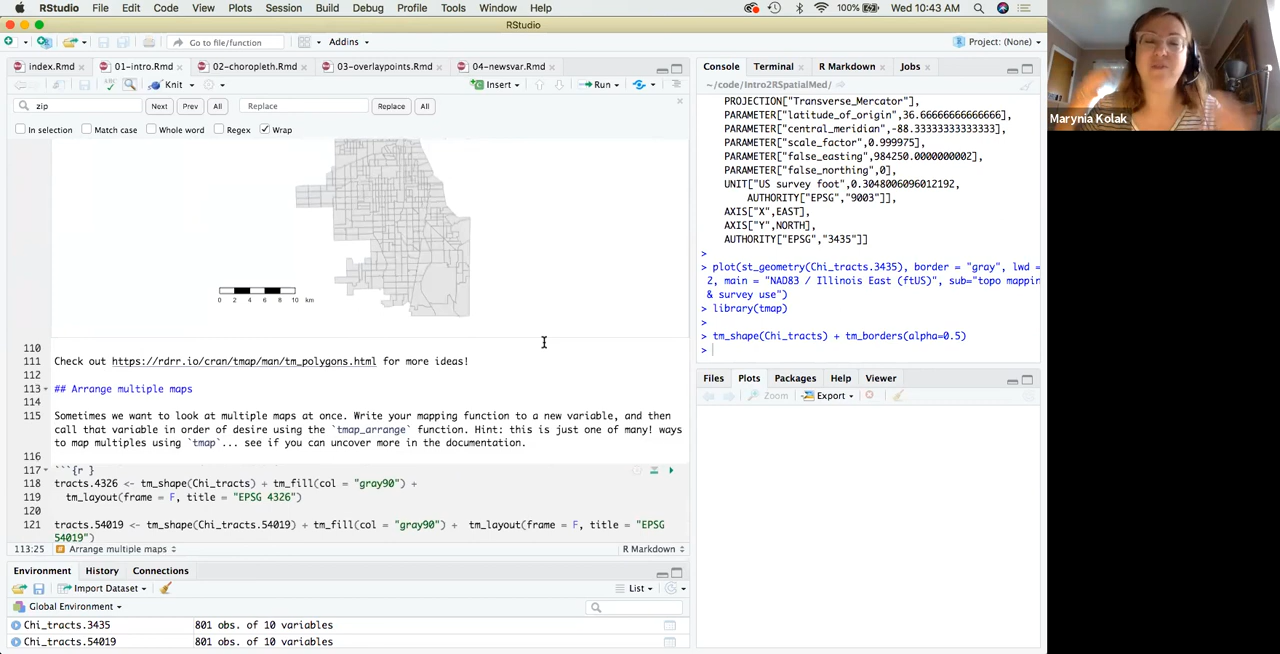 RStudio File Edit Code View Plots Session Build Debug Profile Tools Window Help 100% Wed 10:43 AM
RStudio
Go to file/function Addins Project: (None)
index.Rmd 01-intro.Rmd 02-choropleth.Rmd 03-overlaypoints.Rmd 04-newsvar.Rmd
Knit Insert Run
zip Next Prev All Replace Replace All
In selection Match case Whole word Regex Wrap
0 2 4 6 8 10 km
110
111 Check out https://rdrr.io/cran/tmap/man/tm_polygons.html for more ideas!
112
113 ## Arrange multiple maps
114
115 Sometimes we want to look at multiple maps at once. Write your mapping function to a new variable, and then
call that variable in order of desire using the `tmap_arrange` function. Hint: this is just one of many! ways
to map multiples using `tmap`... see if you can uncover more in the documentation.
116
117 ```{r }
118 tracts.4326 <- tm_shape(Chi_tracts) + tm_fill(col = "gray90") +
119 tm_layout(frame = F, title = "EPSG 4326")
120
121 tracts.54019 <- tm_shape(Chi_tracts.54019) + tm_fill(col = "gray90") + tm_layout(frame = F, title = "EPSG
54019")
113:25 Arrange multiple maps R Markdown
Environment History Connections
Import Dataset List
Global Environment
Chi_tracts.3435 801 obs. of 10 variables
Chi_tracts.54019 801 obs. of 10 variables
Console Terminal R Markdown Jobs
~/code/Intro2RSpatialMed/
PROJECTION["Transverse_Mercator"],
PARAMETER["latitude_of_origin",36.66666666666666],
PARAMETER["central_meridian",-88.33333333333333],
PARAMETER["scale_factor",0.999975],
PARAMETER["false_easting",984250.0000000002],
PARAMETER["false_northing",0],
UNIT["US survey foot",0.3048006096012192,
AUTHORITY["EPSG","9003"]],
AXIS["X",EAST],
AXIS["Y",NORTH],
AUTHORITY["EPSG","3435"]]
>
> plot(st_geometry(Chi_tracts.3435), border = "gray", lwd =
2, main = "NAD83 / Illinois East (ftUS)", sub="topo mappin
& survey use")
> library(tmap)
>
> tm_shape(Chi_tracts) + tm_borders(alpha=0.5)
>
Files Plots Packages Help Viewer
Zoom Export
Marynia Kolak